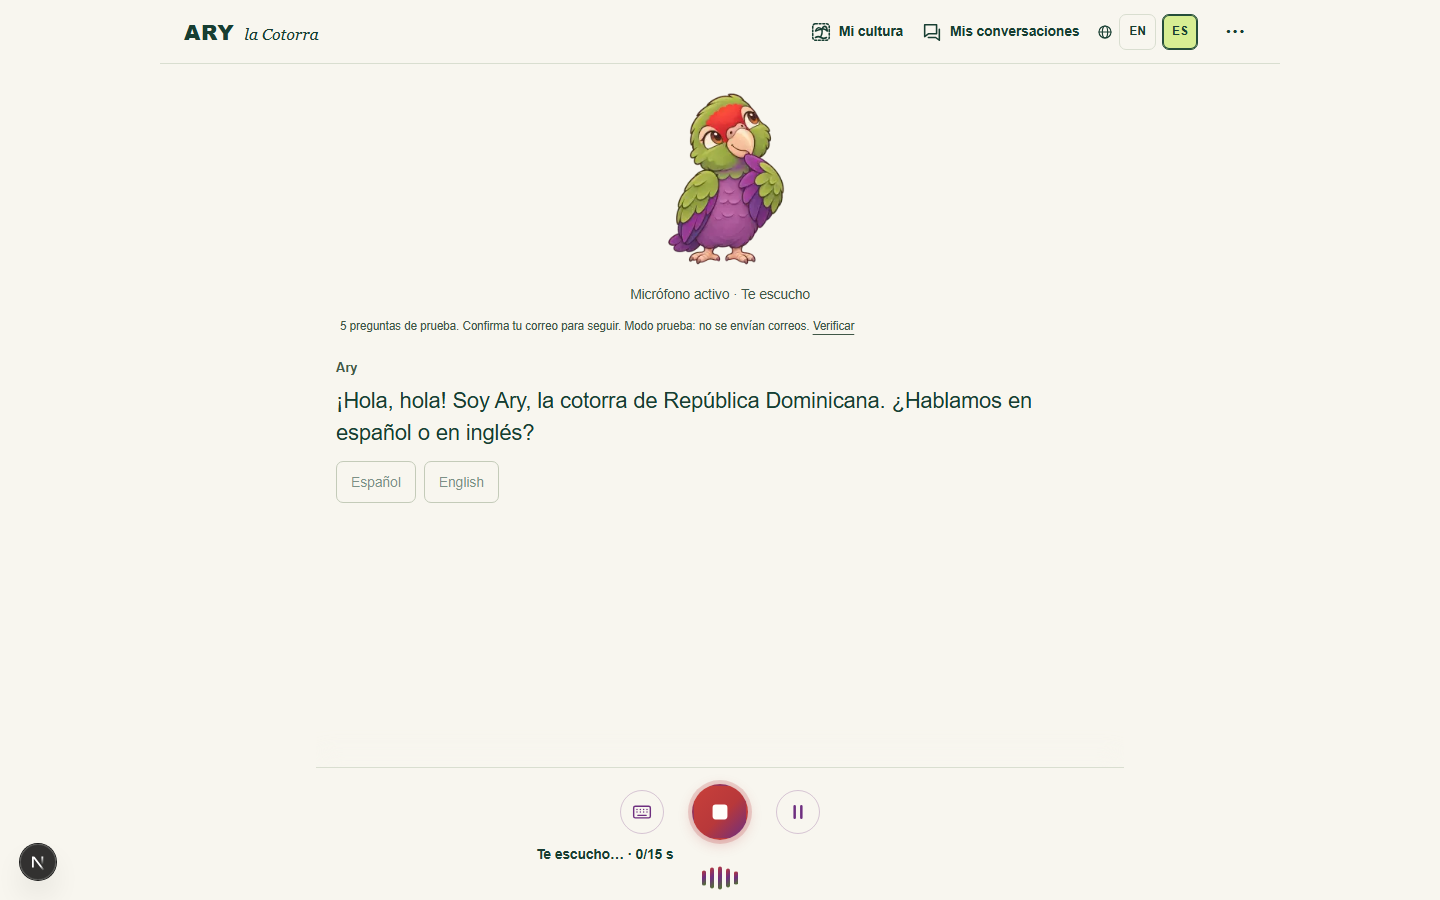 ARY la Cotorra
Mi cultura
Mis conversaciones
EN
ES
Micrófono activo · Te escucho
5 preguntas de prueba. Confirma tu correo para seguir. Modo prueba: no se envían correos. Verificar
Ary
¡Hola, hola! Soy Ary, la cotorra de República Dominicana. ¿Hablamos en
español o en inglés?
Español
English
Te escucho... · 0/15 s
N